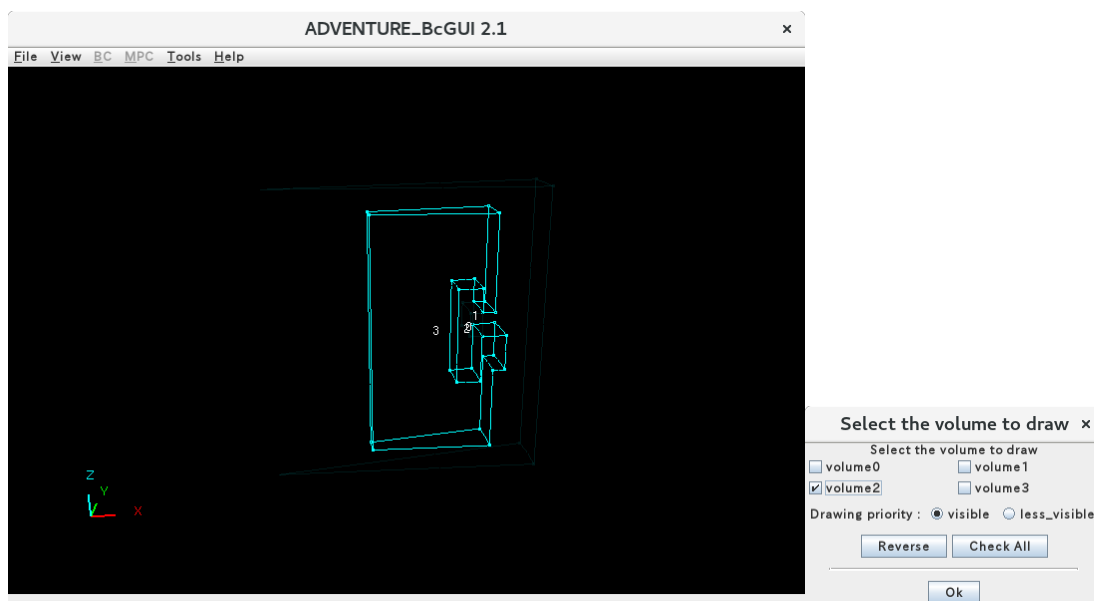 ADVENTURE_BcGUI 2.1 ×
File View BC MPC Tools Help
1
3
2
Z
Y
X
Select the volume to draw ×
Select the volume to draw
volume0 volume1
volume2 volume3
Drawing priority : visible less_visible
Reverse Check All
Ok